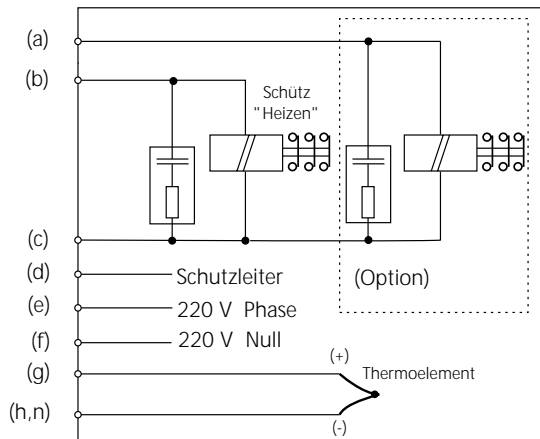 (a)
(b)
Schütz
"Heizen"
(c)
(d) Schutzleiter (Option)
(e) 220 V Phase
(f) 220 V Null
(g) (+) Thermoelement
(h,n) (-)